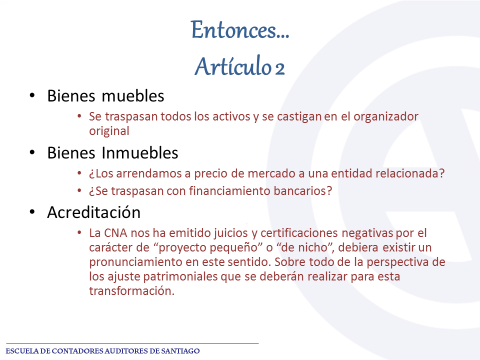 Entonces...
Artículo 2
• Bienes muebles
• Se traspasan todos los activos y se castigan en el organizador
original
• Bienes Inmuebles
• ¿Los arrendamos a precio de mercado a una entidad relacionada?
• ¿Se traspasan con financiamiento bancarios?
• Acreditación
• La CNA nos ha emitido juicios y certificaciones negativas por el
carácter de “proyecto pequeño” o “de nicho”, debiera existir un
pronunciamiento en este sentido. Sobre todo de la perspectiva de
los ajuste patrimoniales que se deberán realizar para esta
transformación.
ESCUELA DE CONTADORES AUDITORES DE SANTIAGO